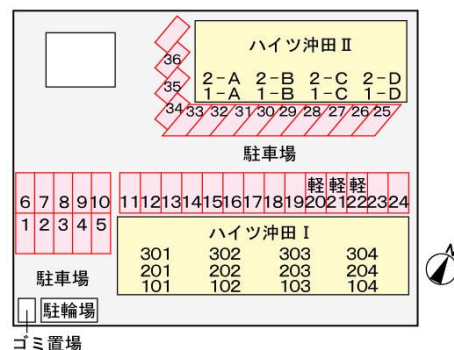 ハイツ沖田Ⅱ
2-A 2-B 2-C 2-D
1-A 1-B 1-C 1-D
36
35
34
33 32 31 30 29 28 27 26 25
駐車場
軽 軽 軽
6 7 8 9 10 11 12 13 14 15 16 17 18 19 20 21 22 23 24
1 2 3 4 5
ハイツ沖田Ⅰ
301 302 303 304
201 202 203 204
101 102 103 104
駐車場
駐輪場
ゴミ置場
N